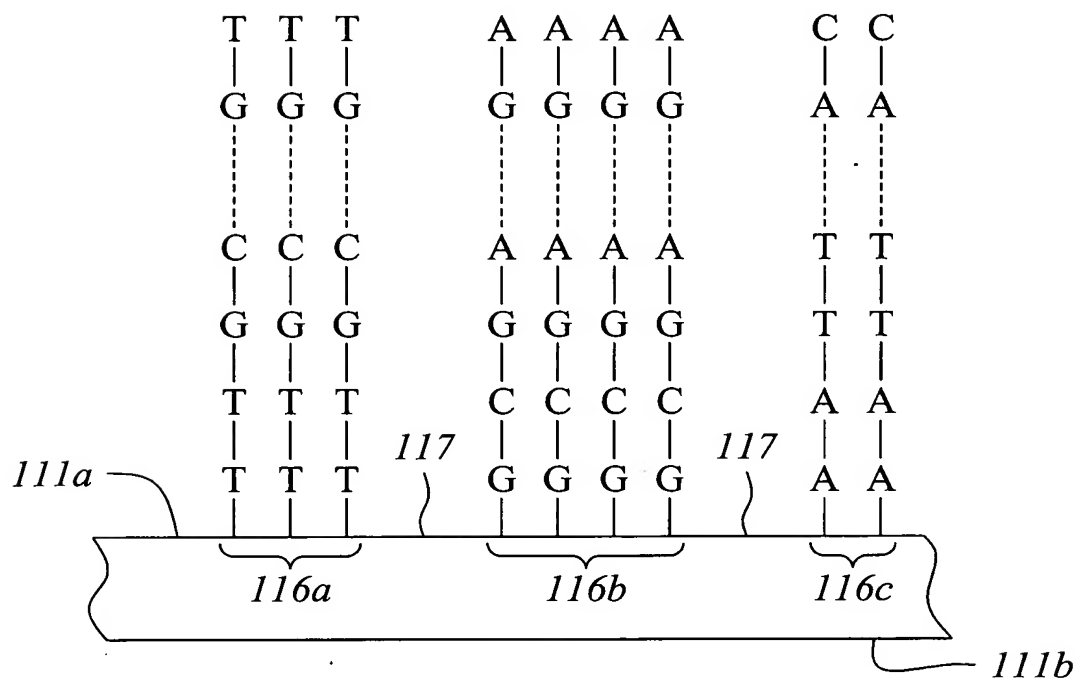 T T T A A A A C C
G G G G G G G A A
C C C A A A A T T
G G G G G G G T T
T T T C C C C A A
111a 117 117
T T T G G G G A A
116a 116b 116c
111b